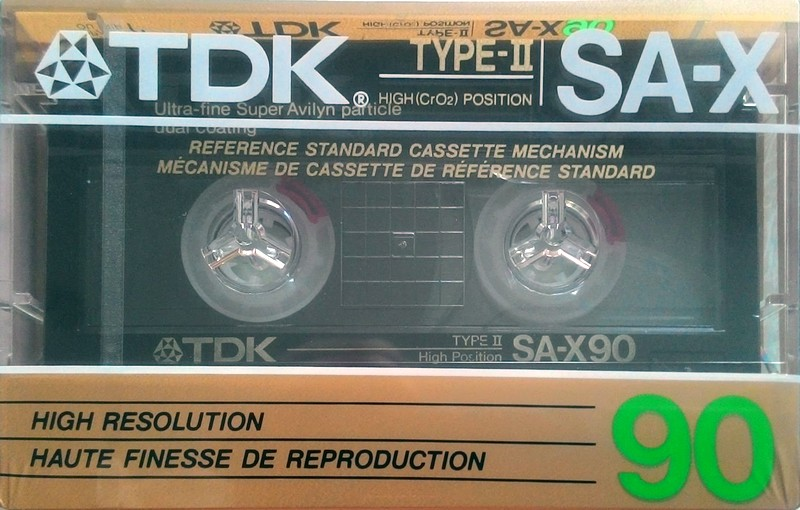 TDK® TYPE-II SA-X
HIGH (CrO2) POSITION
Ultra-fine Super Avilyn particle
dual coating
REFERENCE STANDARD CASSETTE MECHANISM
MÉCANISME DE CASSETTE DE RÉFÉRENCE STANDARD
TDK TYPE II SA-X90
High Position
HIGH RESOLUTION
HAUTE FINESSE DE REPRODUCTION
90